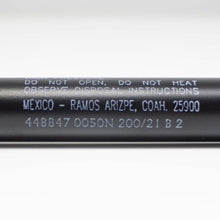 DO NOT OPEN, DO NOT HEAT
OBSERVE DISPOSAL INSTRUCTIONS
MEXICO - RAMOS ARIZPE, COAH. 25900
448847 0050N 200/21 B 2